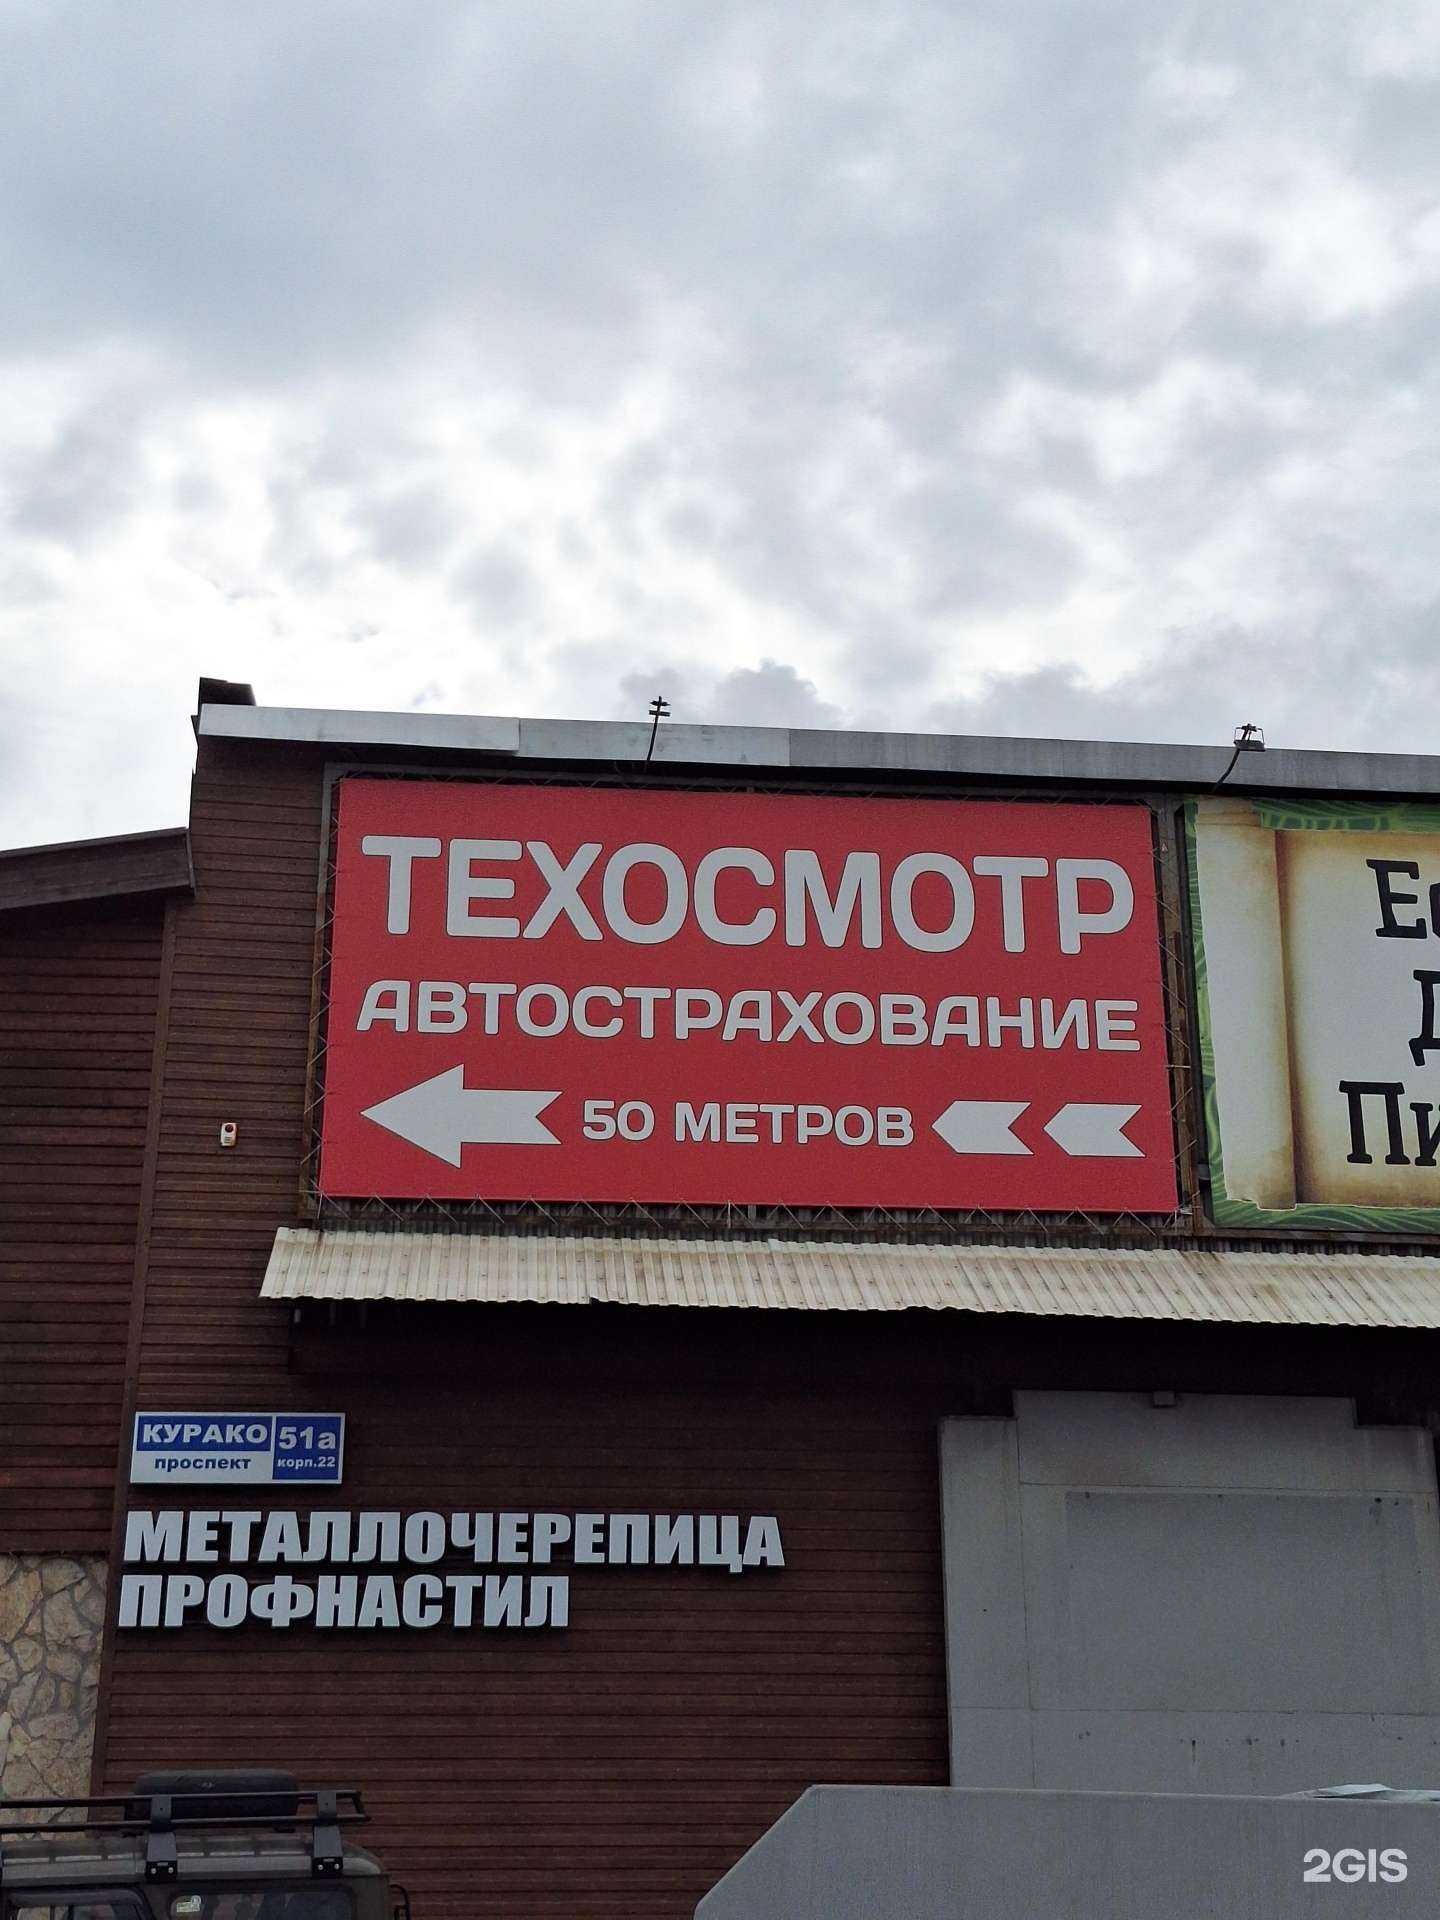 ТЕХОСМОТР
АВТОСТРАХОВАНИЕ
50 МЕТРОВ
КУРАКО 51а
проспект корп.22
МЕТАЛЛОЧЕРЕПИЦА
ПРОФНАСТИЛ
2GIS